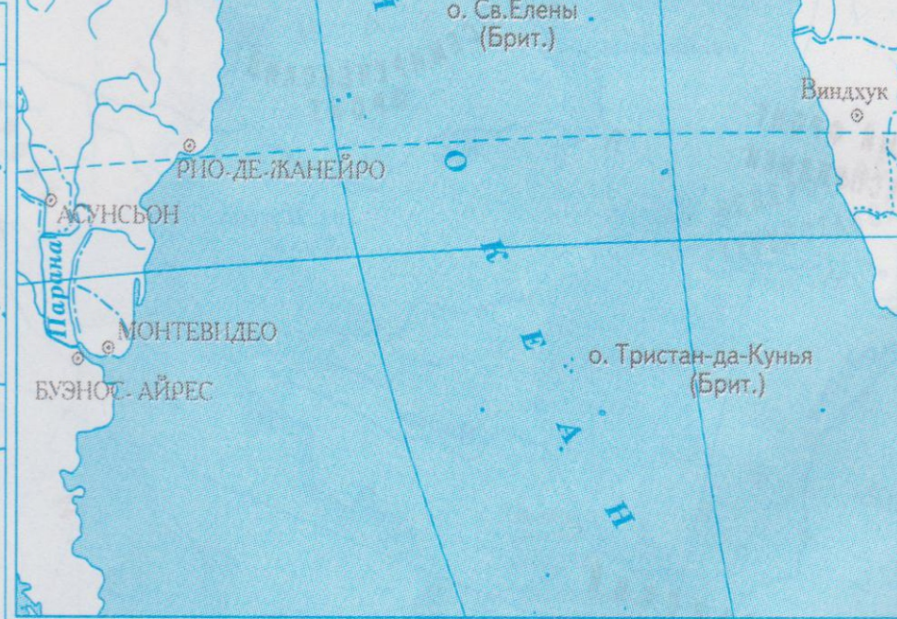 о. Св.Елены
(Брит.)
Виндхук
РИО-ДЕ-ЖАНЕЙРО
АСУНСЬОН
Парана
МОНТЕВИДЕО
БУЭНОС- АЙРЕС
О К Е А Н
о. Тристан-да-Кунья
(Брит.)